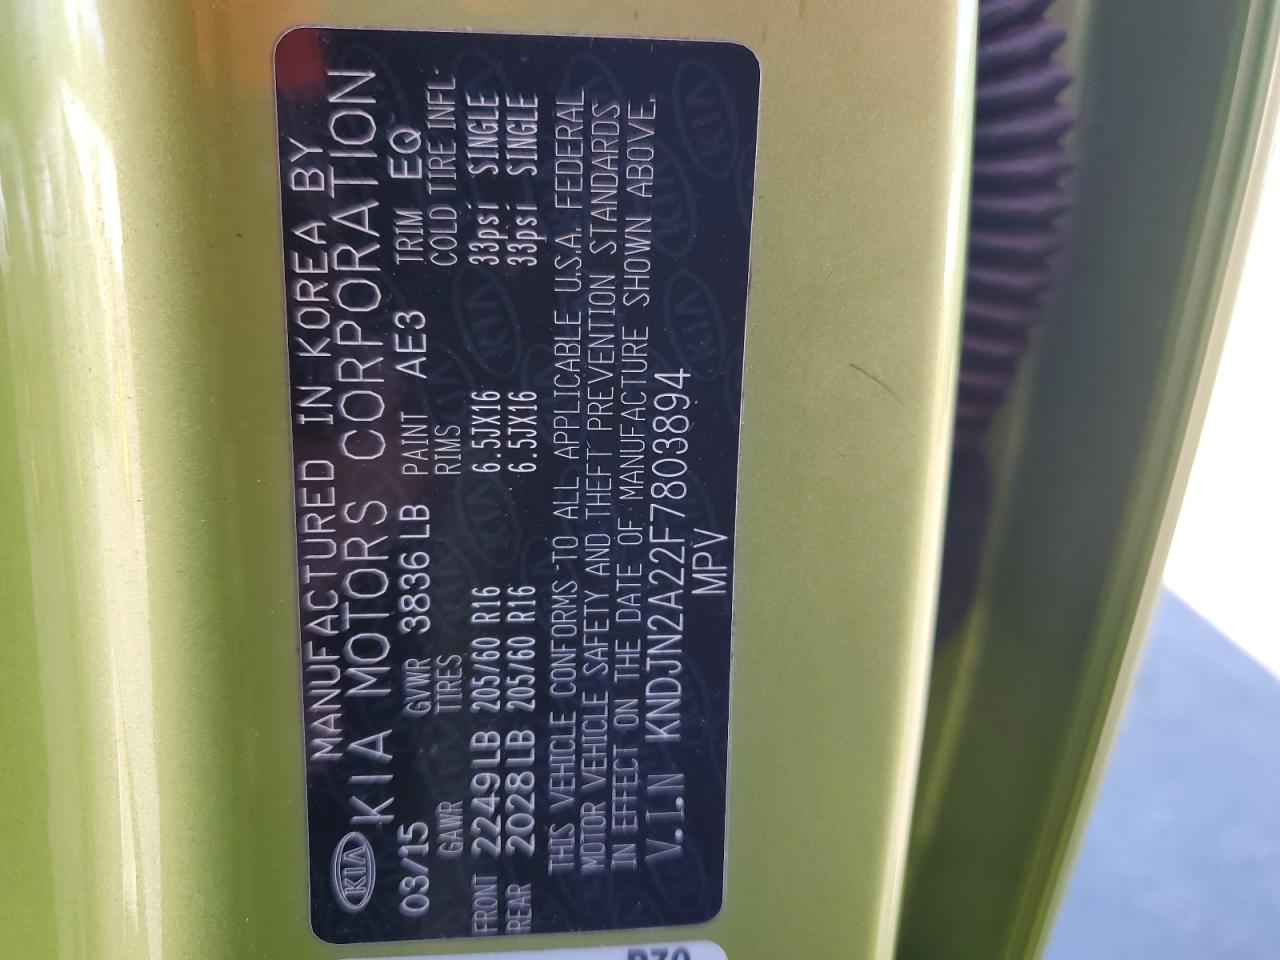 MANUFACTURED IN KOREA BY
KIA KIA MOTORS CORPORATION
03/15 GVWR 3836 LB PAINT AE3 TRIM EQ
GAWR TIRES RIMS COLD TIRE INFL.
FRONT 2249LB 205/60 R16 6.5JX16 33psi SINGLE
REAR 2028LB 205/60 R16 6.5JX16 33psi SINGLE
THIS VEHICLE CONFORMS TO ALL APPLICABLE U.S.A. FEDERAL
MOTOR VEHICLE SAFETY AND THEFT PREVENTION STANDARDS
IN EFFECT ON THE DATE OF MANUFACTURE SHOWN ABOVE.
V.I.N KNDJN2A22F7803894
MPV